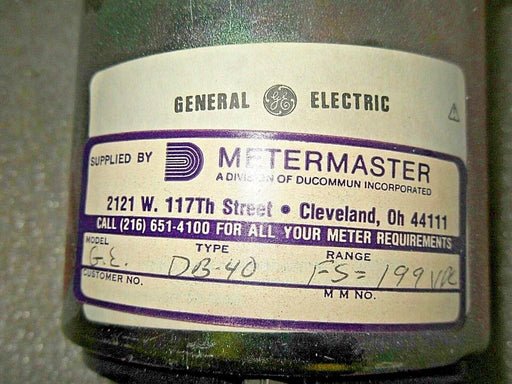 GENERAL GE ELECTRIC
SUPPLIED BY METERMASTER
A DIVISION OF DUCOMMUN INCORPORATED
2121 W. 117Th Street • Cleveland, Oh 44111
CALL (216) 651-4100 FOR ALL YOUR METER REQUIREMENTS
MODEL TYPE RANGE
G.E. DB-40 FS= 199 VDC
CUSTOMER NO. M M NO.